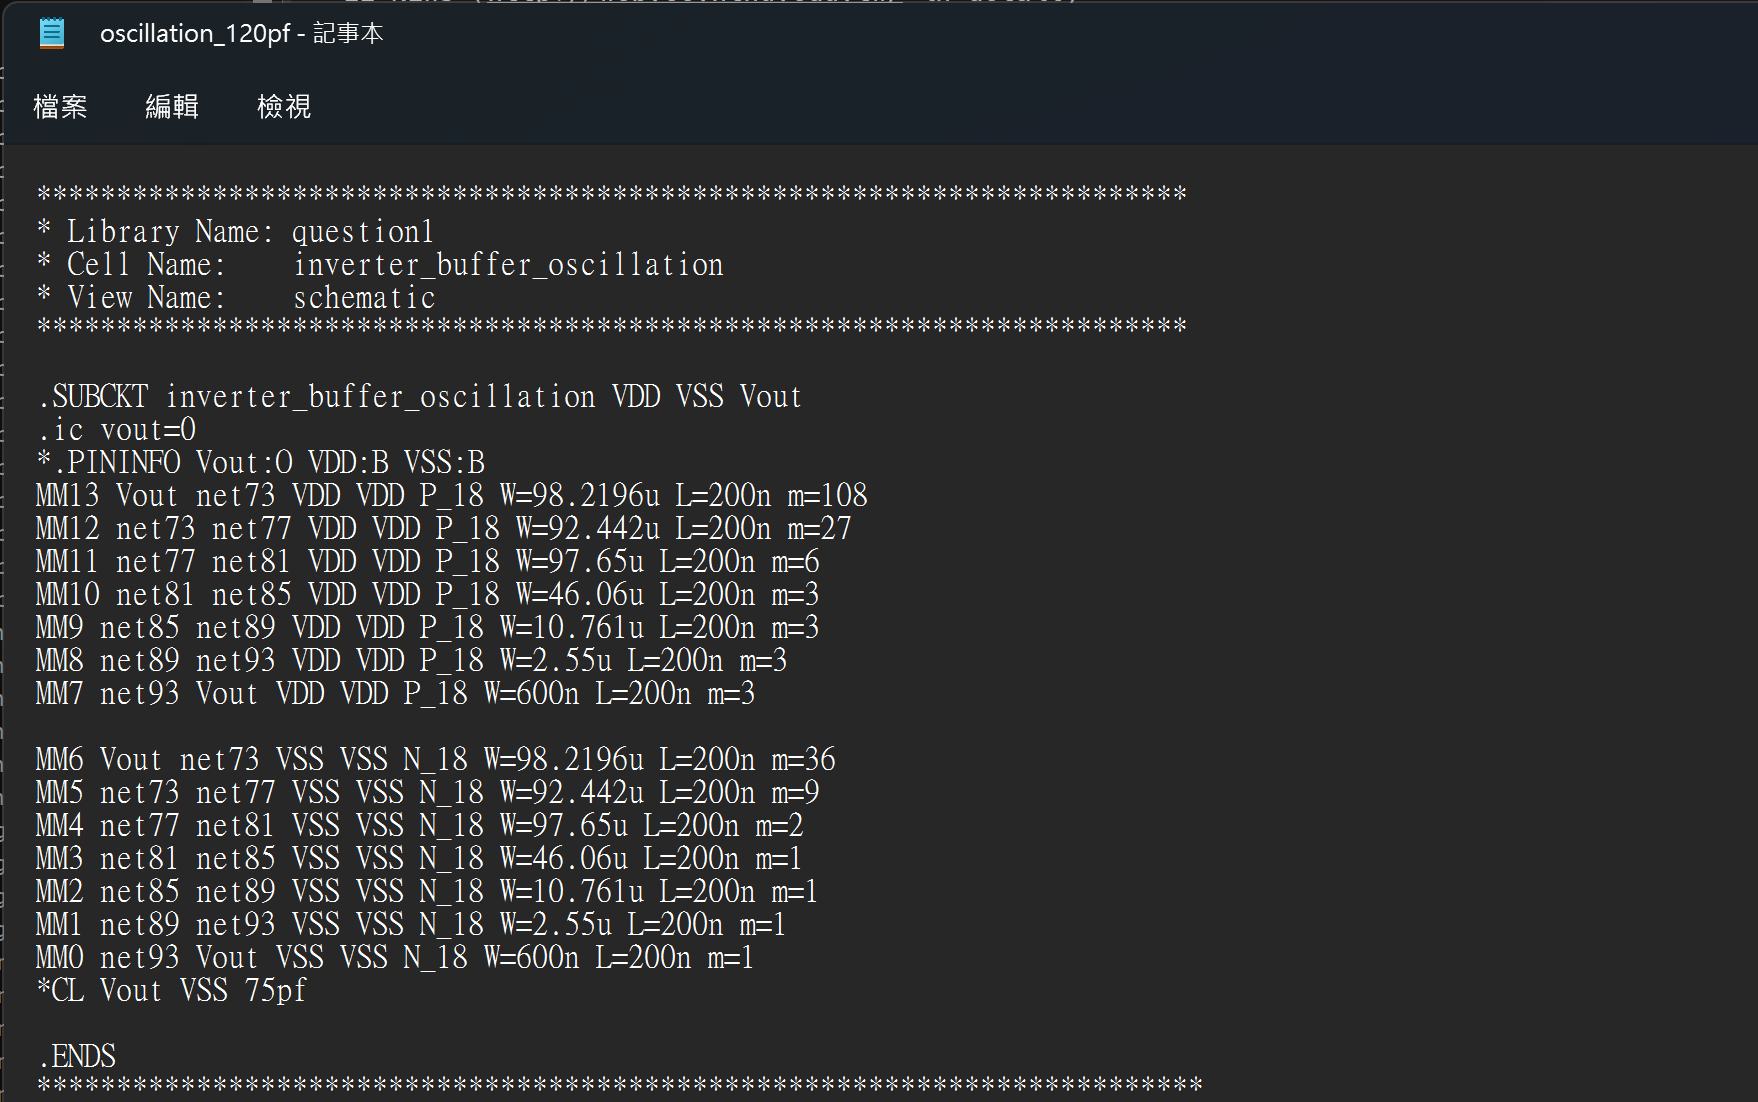 oscillation_120pf - 記事本
檔案 編輯 檢視
************************************************************************
* Library Name: question1
* Cell Name:    inverter_buffer_oscillation
* View Name:    schematic
************************************************************************
.SUBCKT inverter_buffer_oscillation VDD VSS Vout
.ic vout=0
*.PININFO Vout:O VDD:B VSS:B
MM13 Vout net73 VDD VDD P_18 W=98.2196u L=200n m=108
MM12 net73 net77 VDD VDD P_18 W=92.442u L=200n m=27
MM11 net77 net81 VDD VDD P_18 W=97.65u L=200n m=6
MM10 net81 net85 VDD VDD P_18 W=46.06u L=200n m=3
MM9 net85 net89 VDD VDD P_18 W=10.761u L=200n m=3
MM8 net89 net93 VDD VDD P_18 W=2.55u L=200n m=3
MM7 net93 Vout VDD VDD P_18 W=600n L=200n m=3
MM6 Vout net73 VSS VSS N_18 W=98.2196u L=200n m=36
MM5 net73 net77 VSS VSS N_18 W=92.442u L=200n m=9
MM4 net77 net81 VSS VSS N_18 W=97.65u L=200n m=2
MM3 net81 net85 VSS VSS N_18 W=46.06u L=200n m=1
MM2 net85 net89 VSS VSS N_18 W=10.761u L=200n m=1
MM1 net89 net93 VSS VSS N_18 W=2.55u L=200n m=1
MM0 net93 Vout VSS VSS N_18 W=600n L=200n m=1
*CL Vout VSS 75pf
.ENDS
*************************************************************************